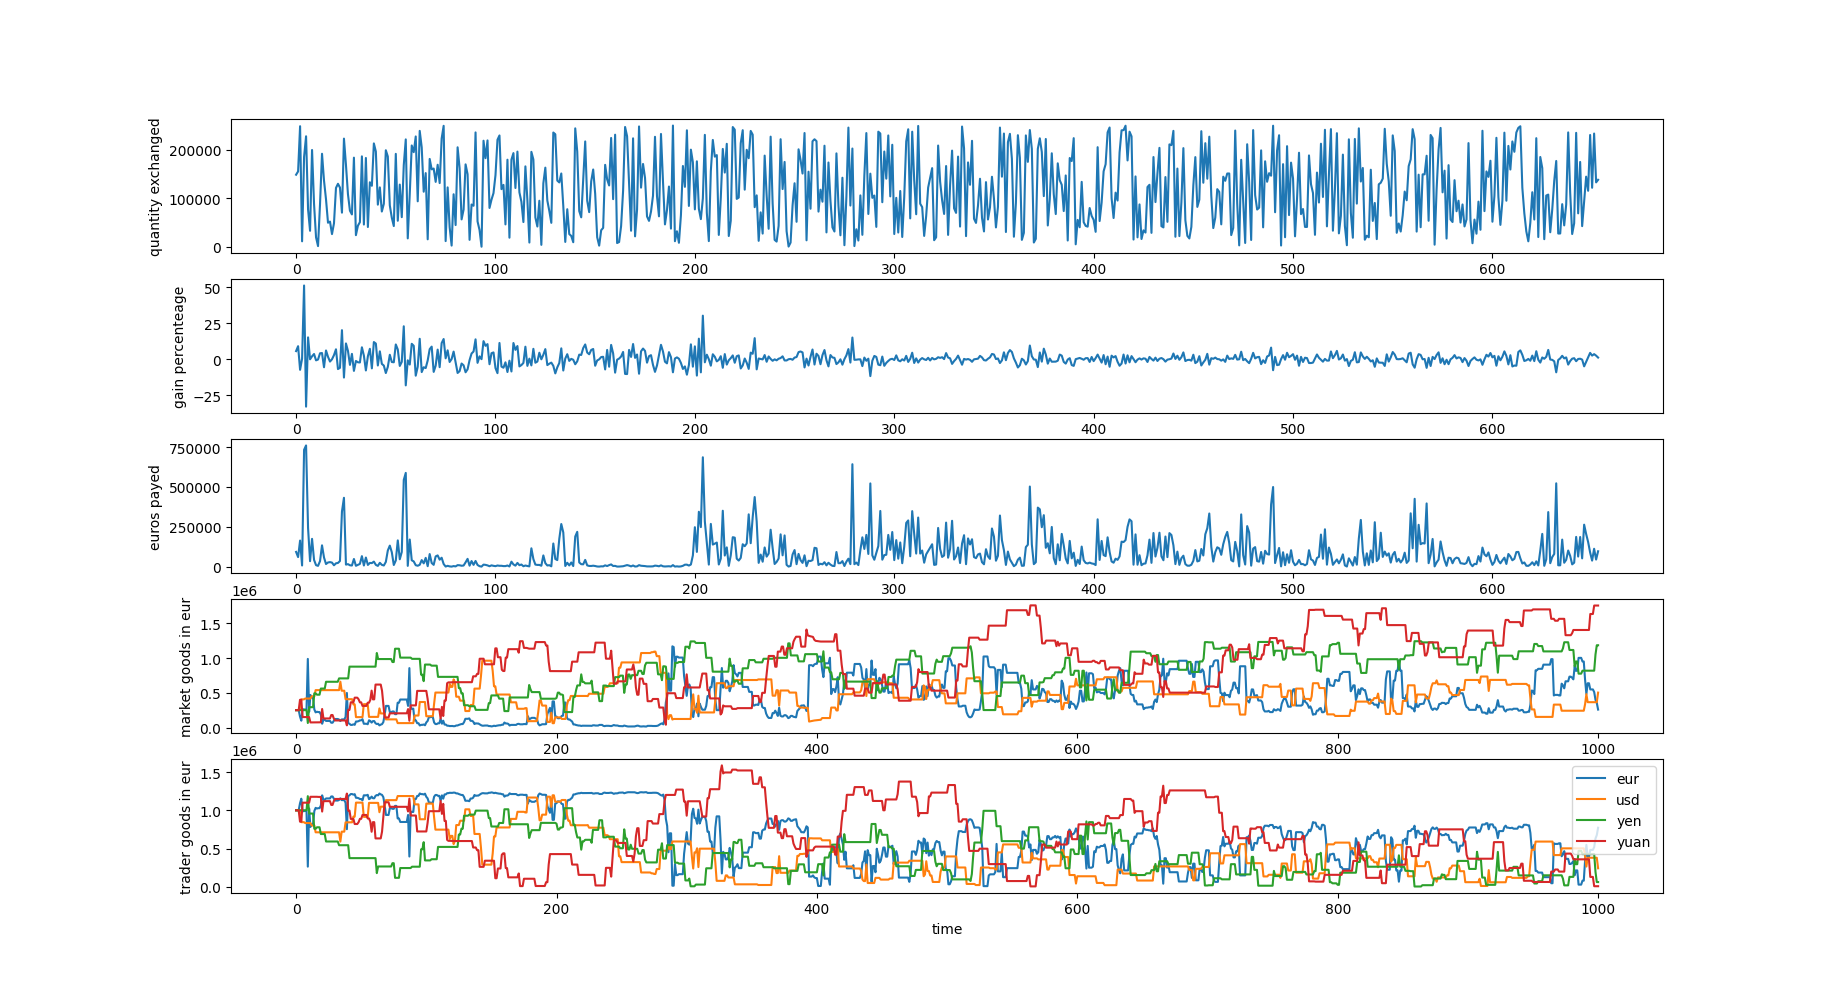 quantity exchanged
200000
100000
0
0 100 200 300 400 500 600
gain percenteage
50
25
0
−25
0 100 200 300 400 500 600
euros payed
750000
500000
250000
0
0 100 200 300 400 500 600
1e6
market goods in eur
1.5
1.0
0.5
0.0
0 200 400 600 800 1000
1e6
trader goods in eur
1.5
1.0
0.5
0.0
0 200 400 600 800 1000
time
eur
usd
yen
yuan